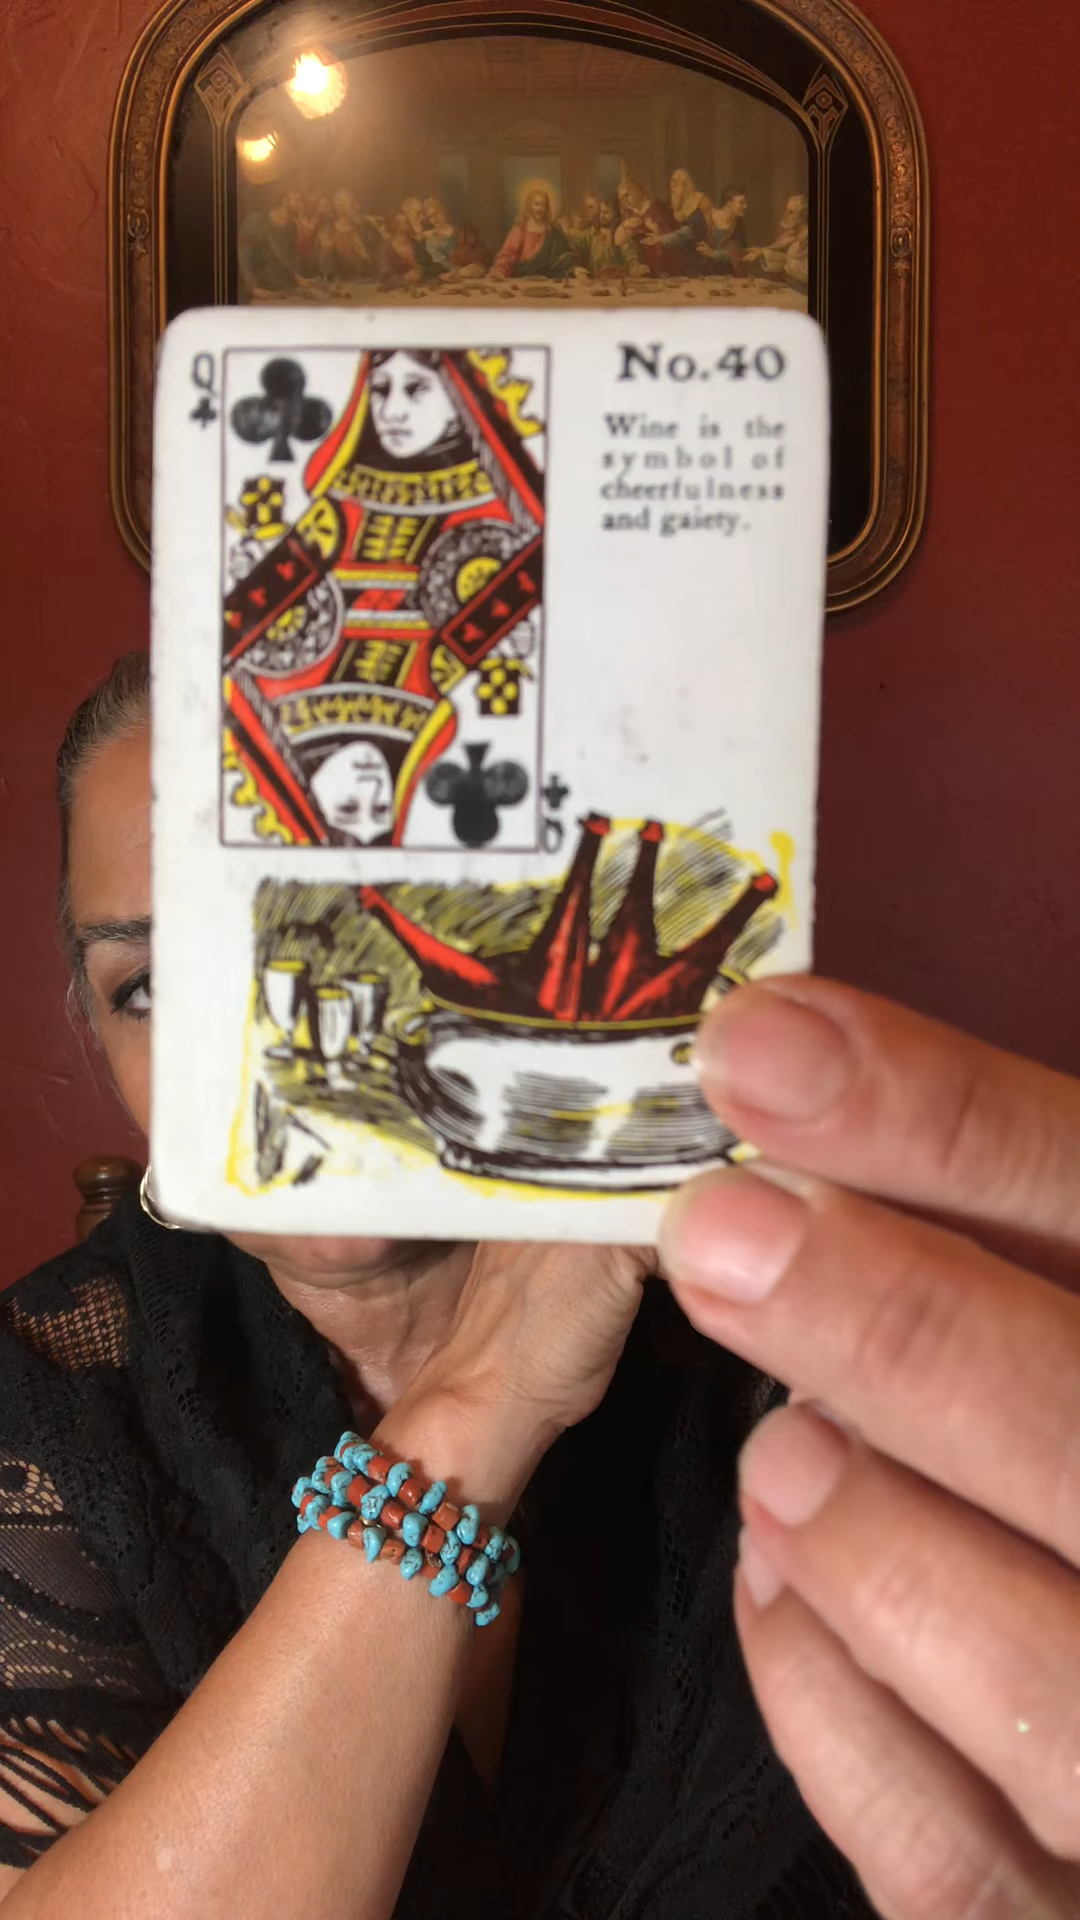 Q
No.40
Wine is the
symbol of
cheerfulness
and gaiety.
Q